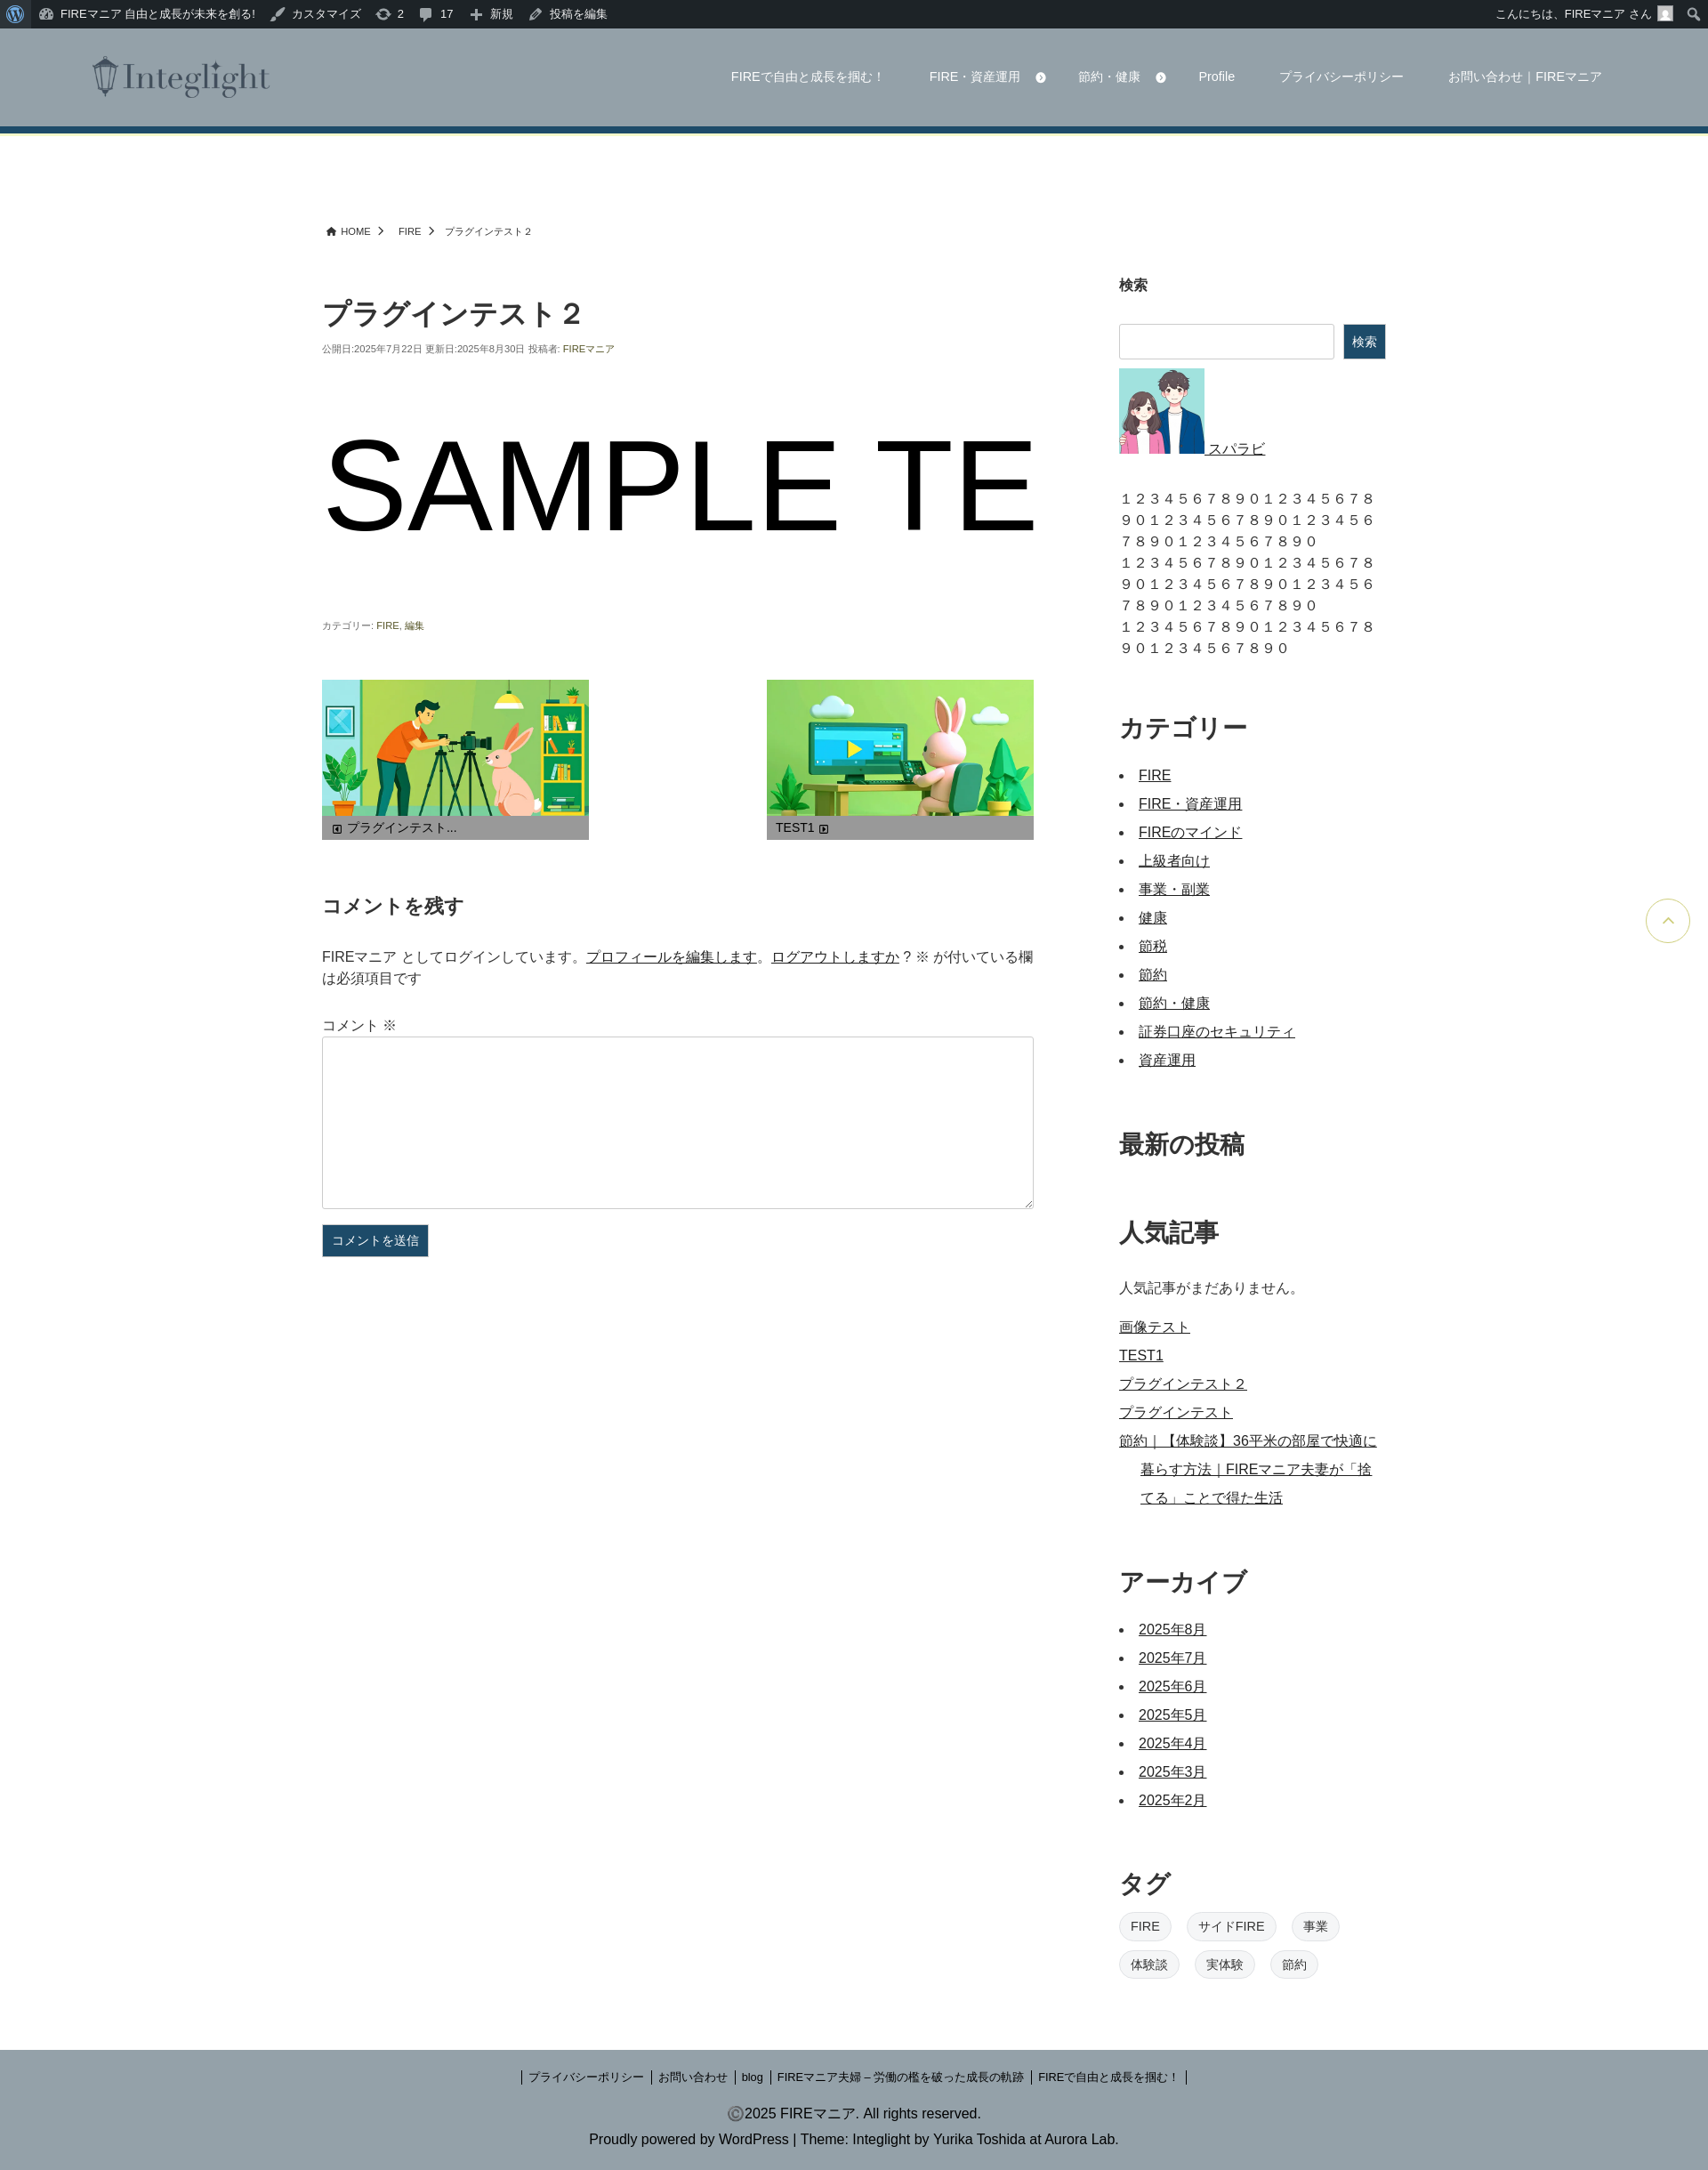 FIREマニア 自由と成長が未来を創る! カスタマイズ 2 17 新規 投稿を編集 こんにちは、FIREマニア さん
Integlight FIREで自由と成長を掴む！ FIRE・資産運用 節約・健康 Profile プライバシーポリシー お問い合わせ｜FIREマニア
HOME FIRE プラグインテスト２
プラグインテスト２
公開日:2025年7月22日 更新日:2025年8月30日 投稿者: FIREマニア
SAMPLE TE
カテゴリー: FIRE, 編集
プラグインテスト...
TEST1
コメントを残す
FIREマニア としてログインしています。プロフィールを編集します。ログアウトしますか ? ※ が付いている欄
は必須項目です
コメント ※
コメントを送信
検索
検索
スパラビ
１２３４５６７８９０１２３４５６７８
９０１２３４５６７８９０１２３４５６
７８９０１２３４５６７８９０
１２３４５６７８９０１２３４５６７８
９０１２３４５６７８９０１２３４５６
７８９０１２３４５６７８９０
１２３４５６７８９０１２３４５６７８
９０１２３４５６７８９０
カテゴリー
FIRE
FIRE・資産運用
FIREのマインド
上級者向け
事業・副業
健康
節税
節約
節約・健康
証券口座のセキュリティ
資産運用
最新の投稿
人気記事
人気記事がまだありません。
画像テスト
TEST1
プラグインテスト２
プラグインテスト
節約｜【体験談】36平米の部屋で快適に
暮らす方法｜FIREマニア夫妻が「捨
てる」ことで得た生活
アーカイブ
2025年8月
2025年7月
2025年6月
2025年5月
2025年4月
2025年3月
2025年2月
タグ
FIRE サイドFIRE 事業
体験談 実体験 節約
プライバシーポリシー お問い合わせ blog FIREマニア夫婦 – 労働の檻を破った成長の軌跡 FIREで自由と成長を掴む！
©2025 FIREマニア. All rights reserved.
Proudly powered by WordPress | Theme: Integlight by Yurika Toshida at Aurora Lab.